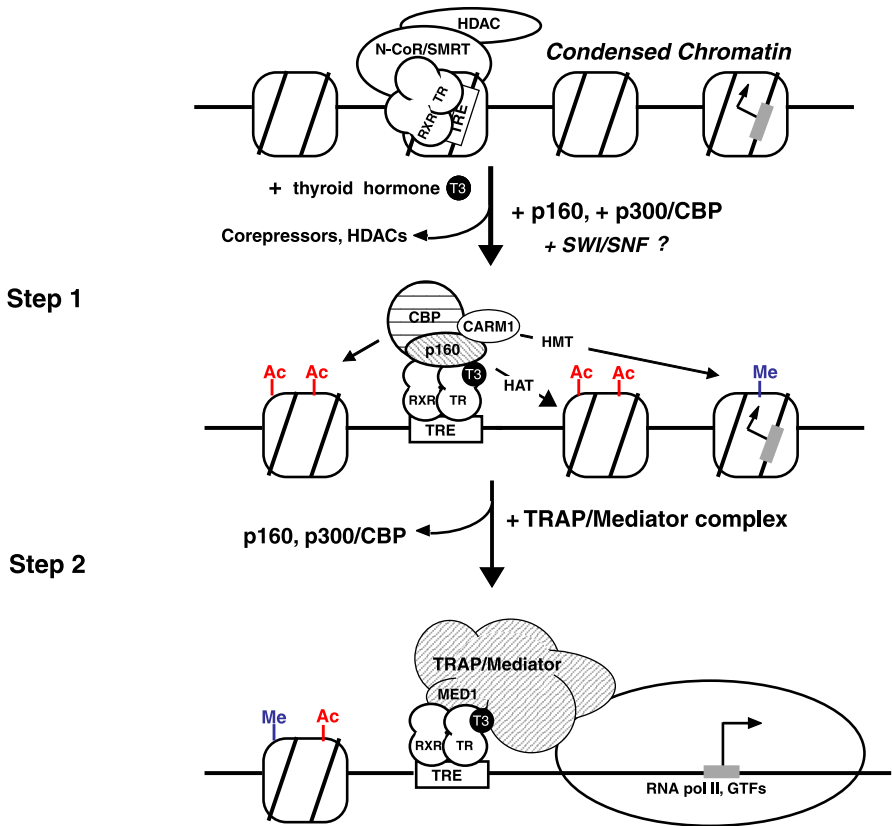 HDAC
N-CoR/SMRT
Condensed Chromatin
TR
RXR
TRE
+ thyroid hormone T3
+ p160, + p300/CBP
Corepressors, HDACs
+ SWI/SNF ?
Step 1
CBP
CARM1
p160
HMT
Ac
Ac
T3
HAT
Ac
Ac
Me
RXR
TR
TRE
p160, p300/CBP
+ TRAP/Mediator complex
Step 2
TRAP/Mediator
MED1
Me
Ac
T3
RXR
TR
TRE
RNA pol II, GTFs